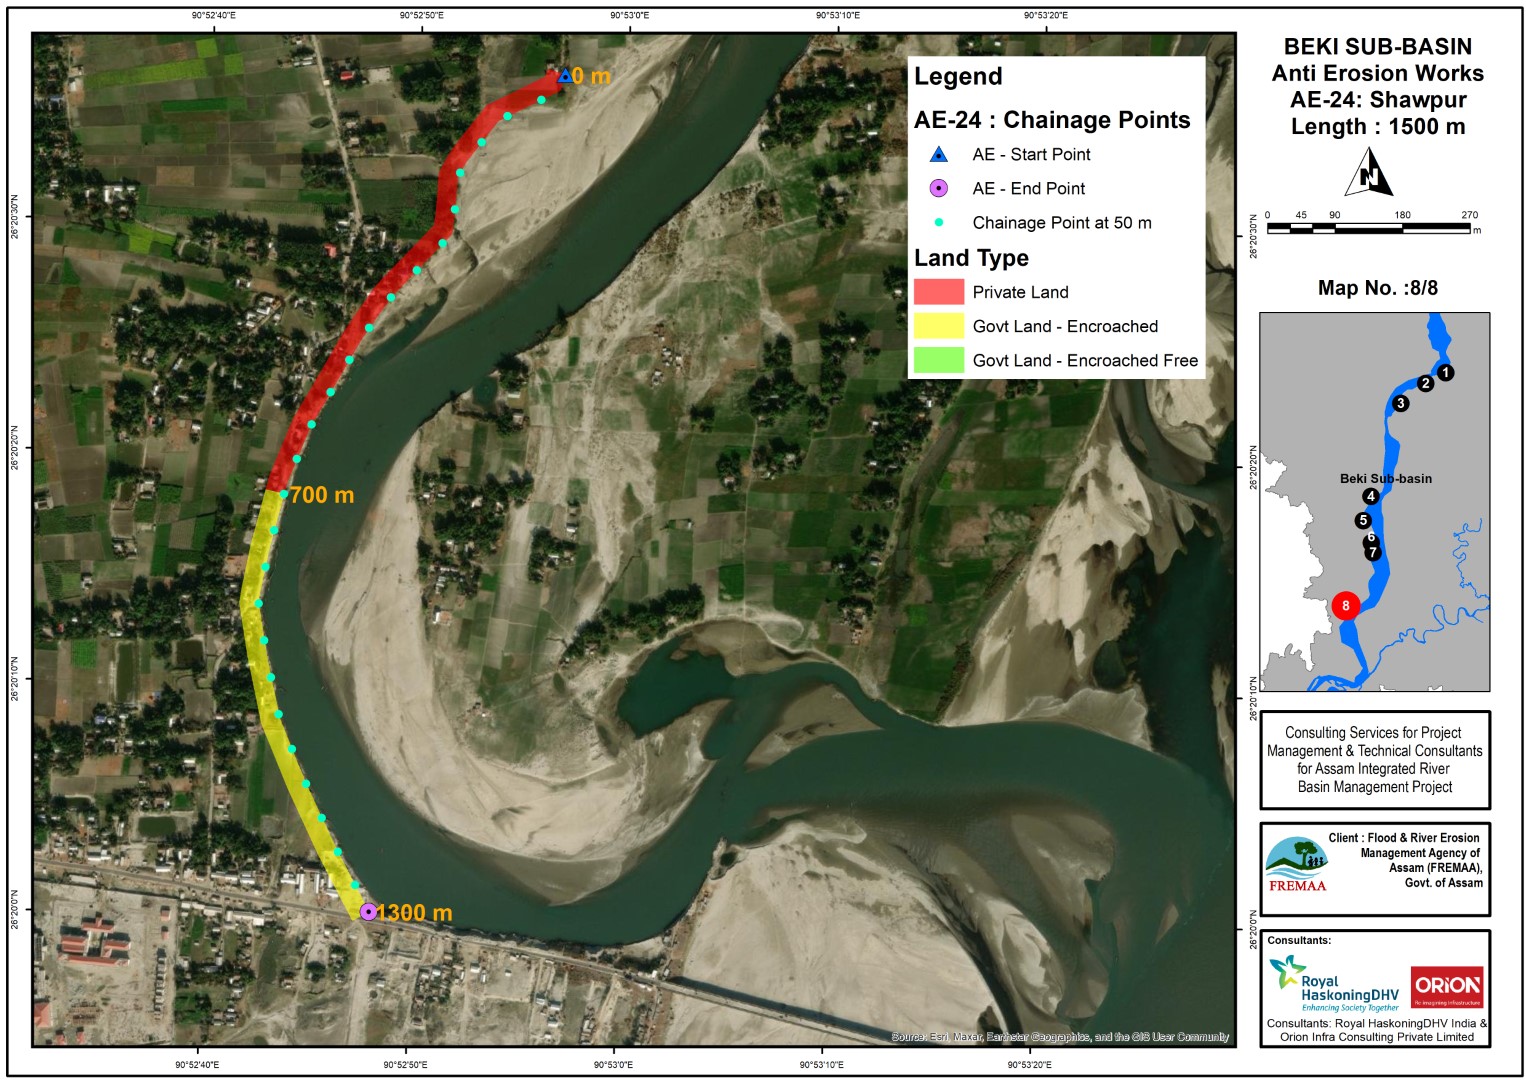 90°52'40"E
90°52'50"E
90°53'0"E
90°53'10"E
90°53'20"E
26°20'30"N
26°20'20"N
26°20'10"N
26°20'0"N
0 m
700 m
1300 m
Legend
AE-24 : Chainage Points
AE - Start Point
AE - End Point
Chainage Point at 50 m
Land Type
Private Land
Govt Land - Encroached
Govt Land - Encroached Free
Source: Esri, Maxar, Earthstar Geographics, and the GIS User Community
26°20'30"N
26°20'20"N
26°20'10"N
26°20'0"N
90°52'40"E
90°52'50"E
90°53'0"E
90°53'10"E
90°53'20"E
BEKI SUB-BASIN
Anti Erosion Works
AE-24: Shawpur
Length : 1500 m
N
0 45 90 180 270
m
Map No. :8/8
1
2
3
Beki Sub-basin
4
5
6
7
8
Consulting Services for Project
Management & Technical Consultants
for Assam Integrated River
Basin Management Project
FREMAA
Client : Flood & River Erosion
Management Agency of
Assam (FREMAA),
Govt. of Assam
Consultants:
Royal
HaskoningDHV
Enhancing Society Together
ORiON
Re-imagining Infrastructure
Consultants: Royal HaskoningDHV India &
Orion Infra Consulting Private Limited